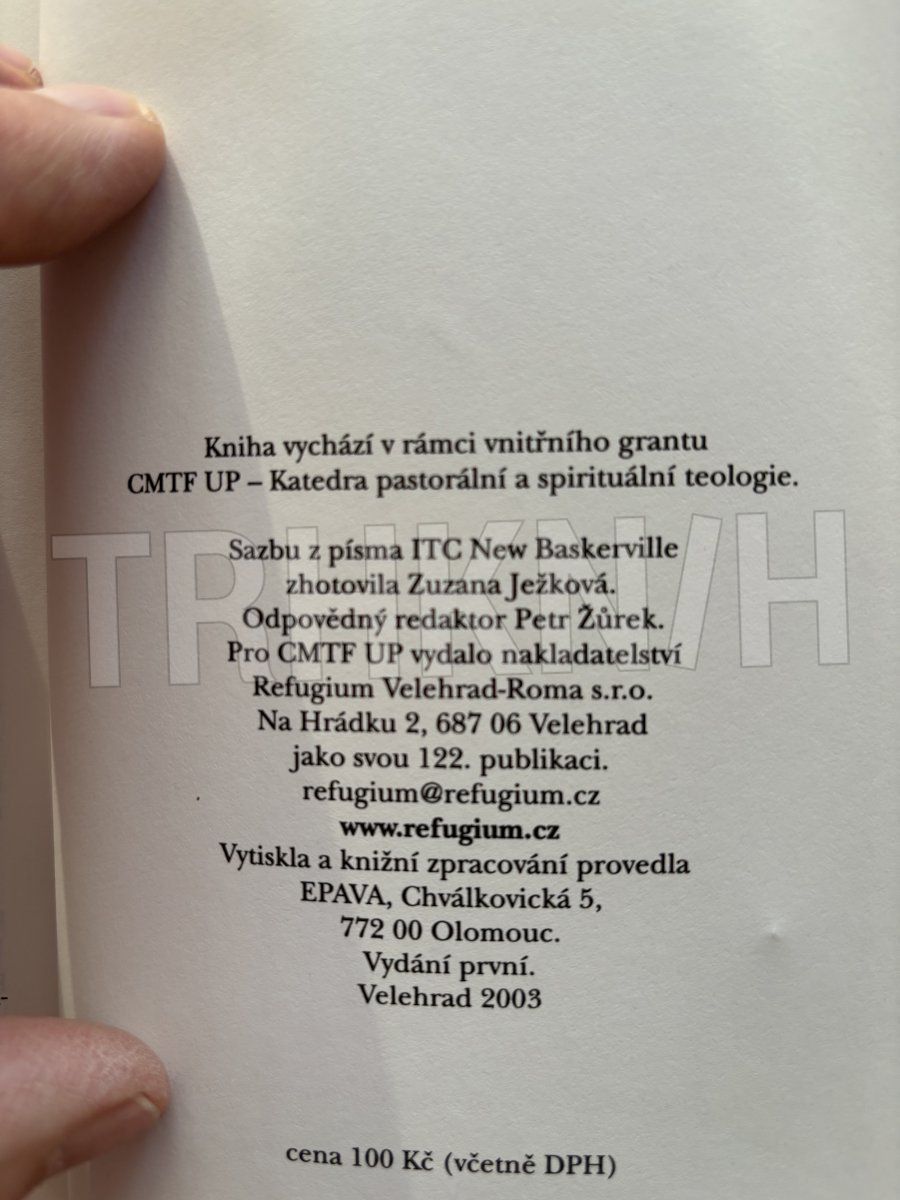 Kniha vychází v rámci vnitřního grantu
CMTF UP – Katedra pastorální a spirituální teologie.
Sazbu z písma ITC New Baskerville
zhotovila Zuzana Ježková.
Odpovědný redaktor Petr Žůrek.
Pro CMTF UP vydalo nakladatelství
Refugium Velehrad-Roma s.r.o.
Na Hrádku 2, 687 06 Velehrad
jako svou 122. publikaci.
refugium@refugium.cz
www.refugium.cz
Vytiskla a knižní zpracování provedla
EPAVA, Chválkovická 5,
772 00 Olomouc.
Vydání první.
Velehrad 2003
cena 100 Kč (včetně DPH)